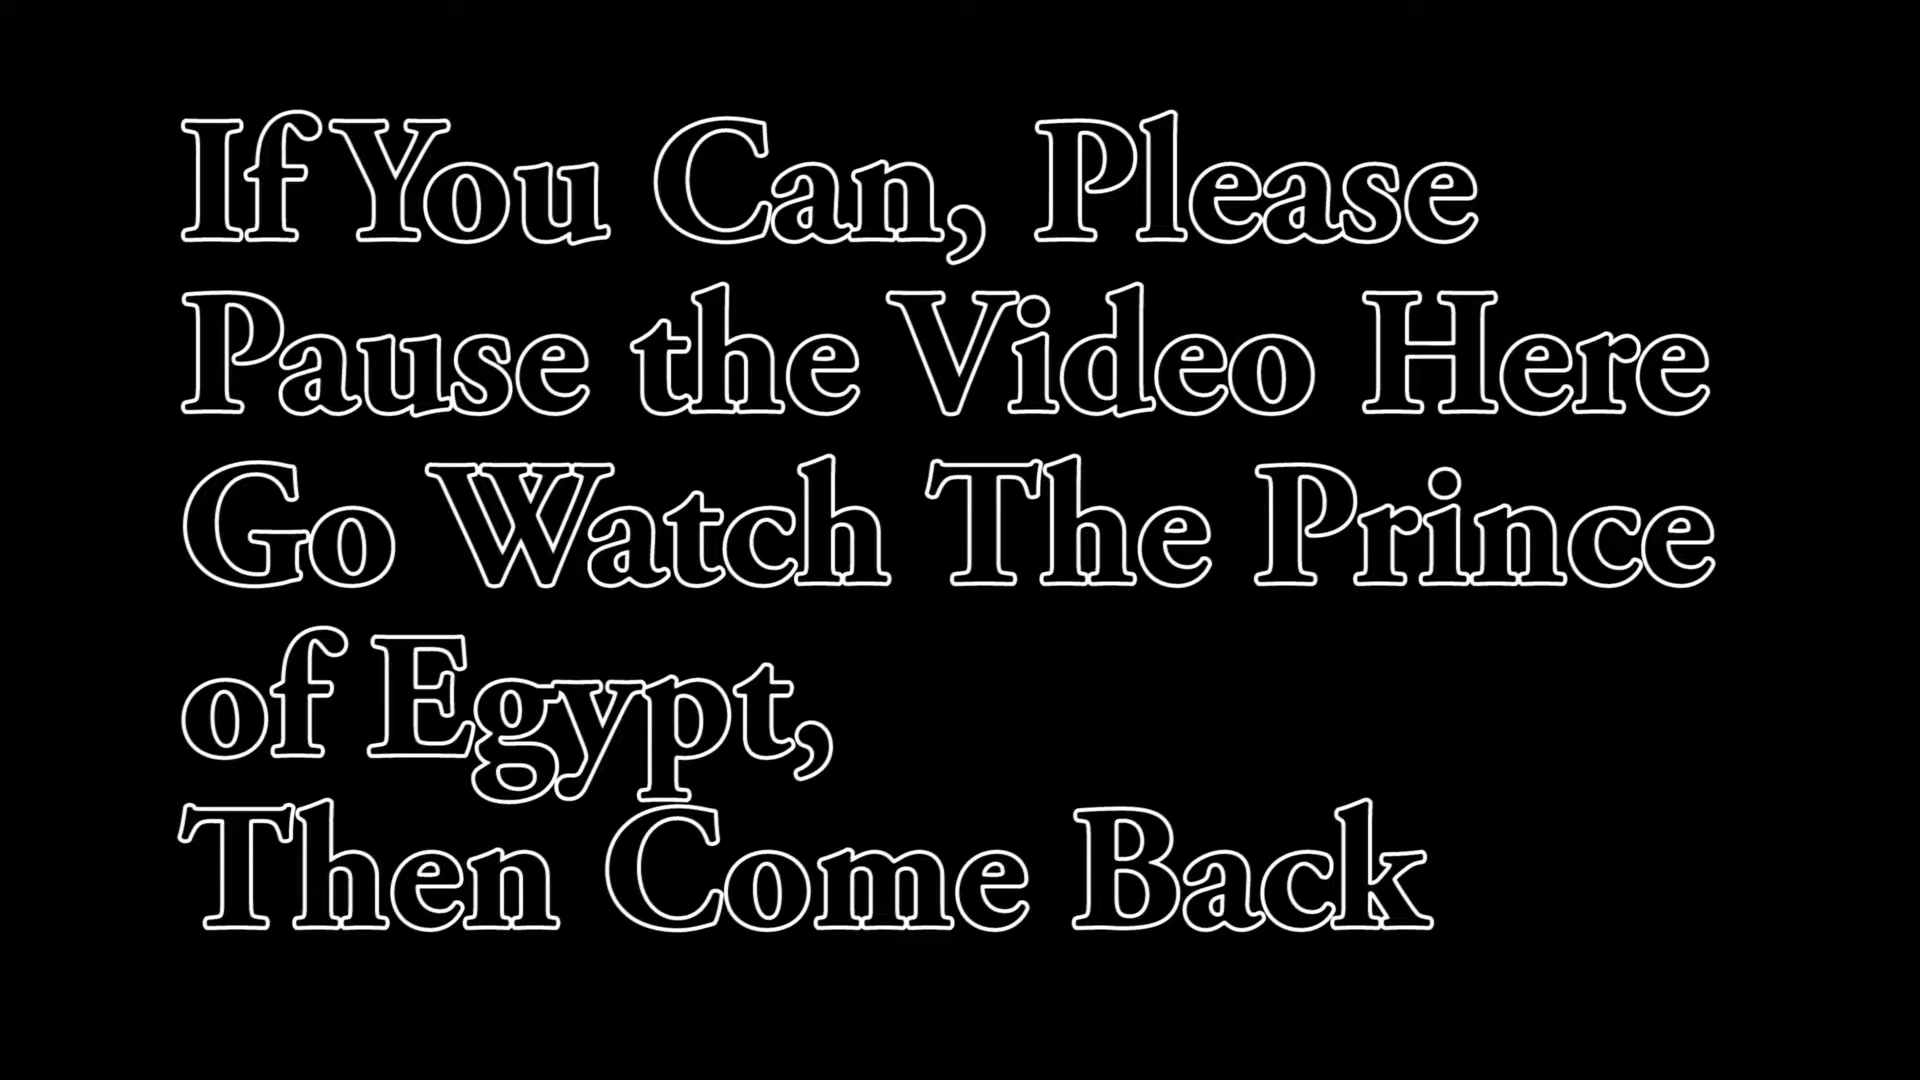 If You Can, Please
Pause the Video Here
Go Watch The Prince
of Egypt,
Then Come Back